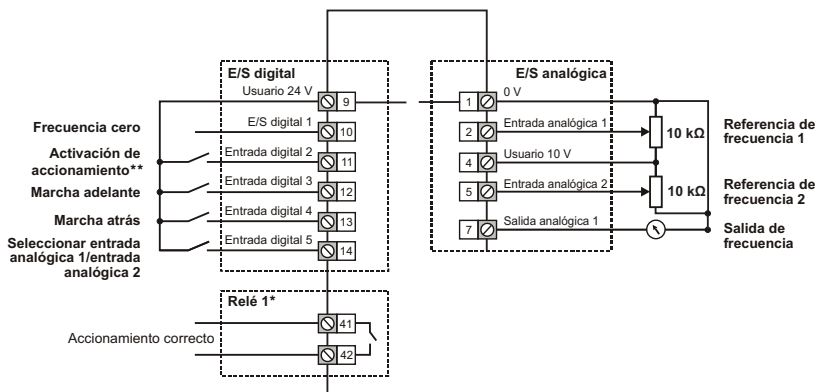 E/S digital
Usuario 24 V
9
Frecuencia cero
E/S digital 1
10
Activación de
accionamiento**
Entrada digital 2
11
Marcha adelante
Entrada digital 3
12
Marcha atrás
Entrada digital 4
13
Seleccionar entrada
analógica 1/entrada
analógica 2
Entrada digital 5
14
Relé 1*
Accionamiento correcto
41
42
E/S analógica
1
0 V
2
Entrada analógica 1
10 kΩ
Referencia de
frecuencia 1
4
Usuario 10 V
5
Entrada analógica 2
10 kΩ
Referencia de
frecuencia 2
7
Salida analógica 1
Salida de
frecuencia